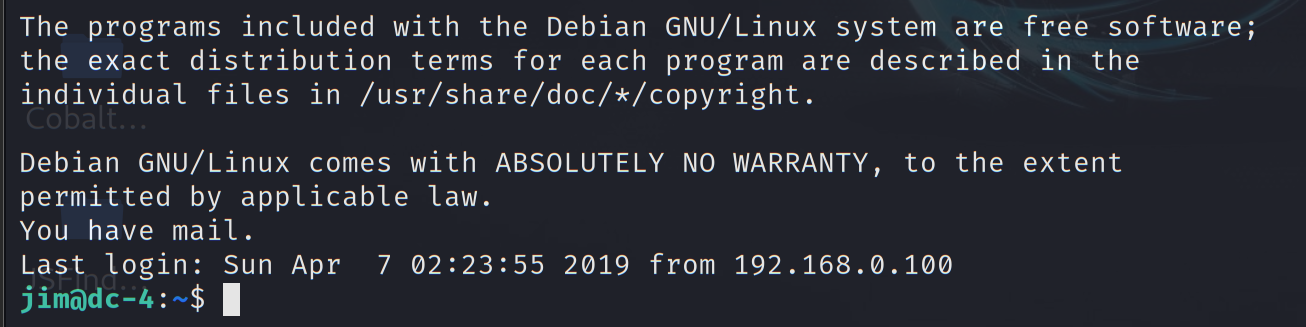 The programs included with the Debian GNU/Linux system are free software;
the exact distribution terms for each program are described in the
individual files in /usr/share/doc/*/copyright.
Cobalt...
Debian GNU/Linux comes with ABSOLUTELY NO WARRANTY, to the extent
permitted by applicable law.
You have mail.
Last login: Sun Apr  7 02:23:55 2019 from 192.168.0.100
JSFind...
jim@dc-4:~$